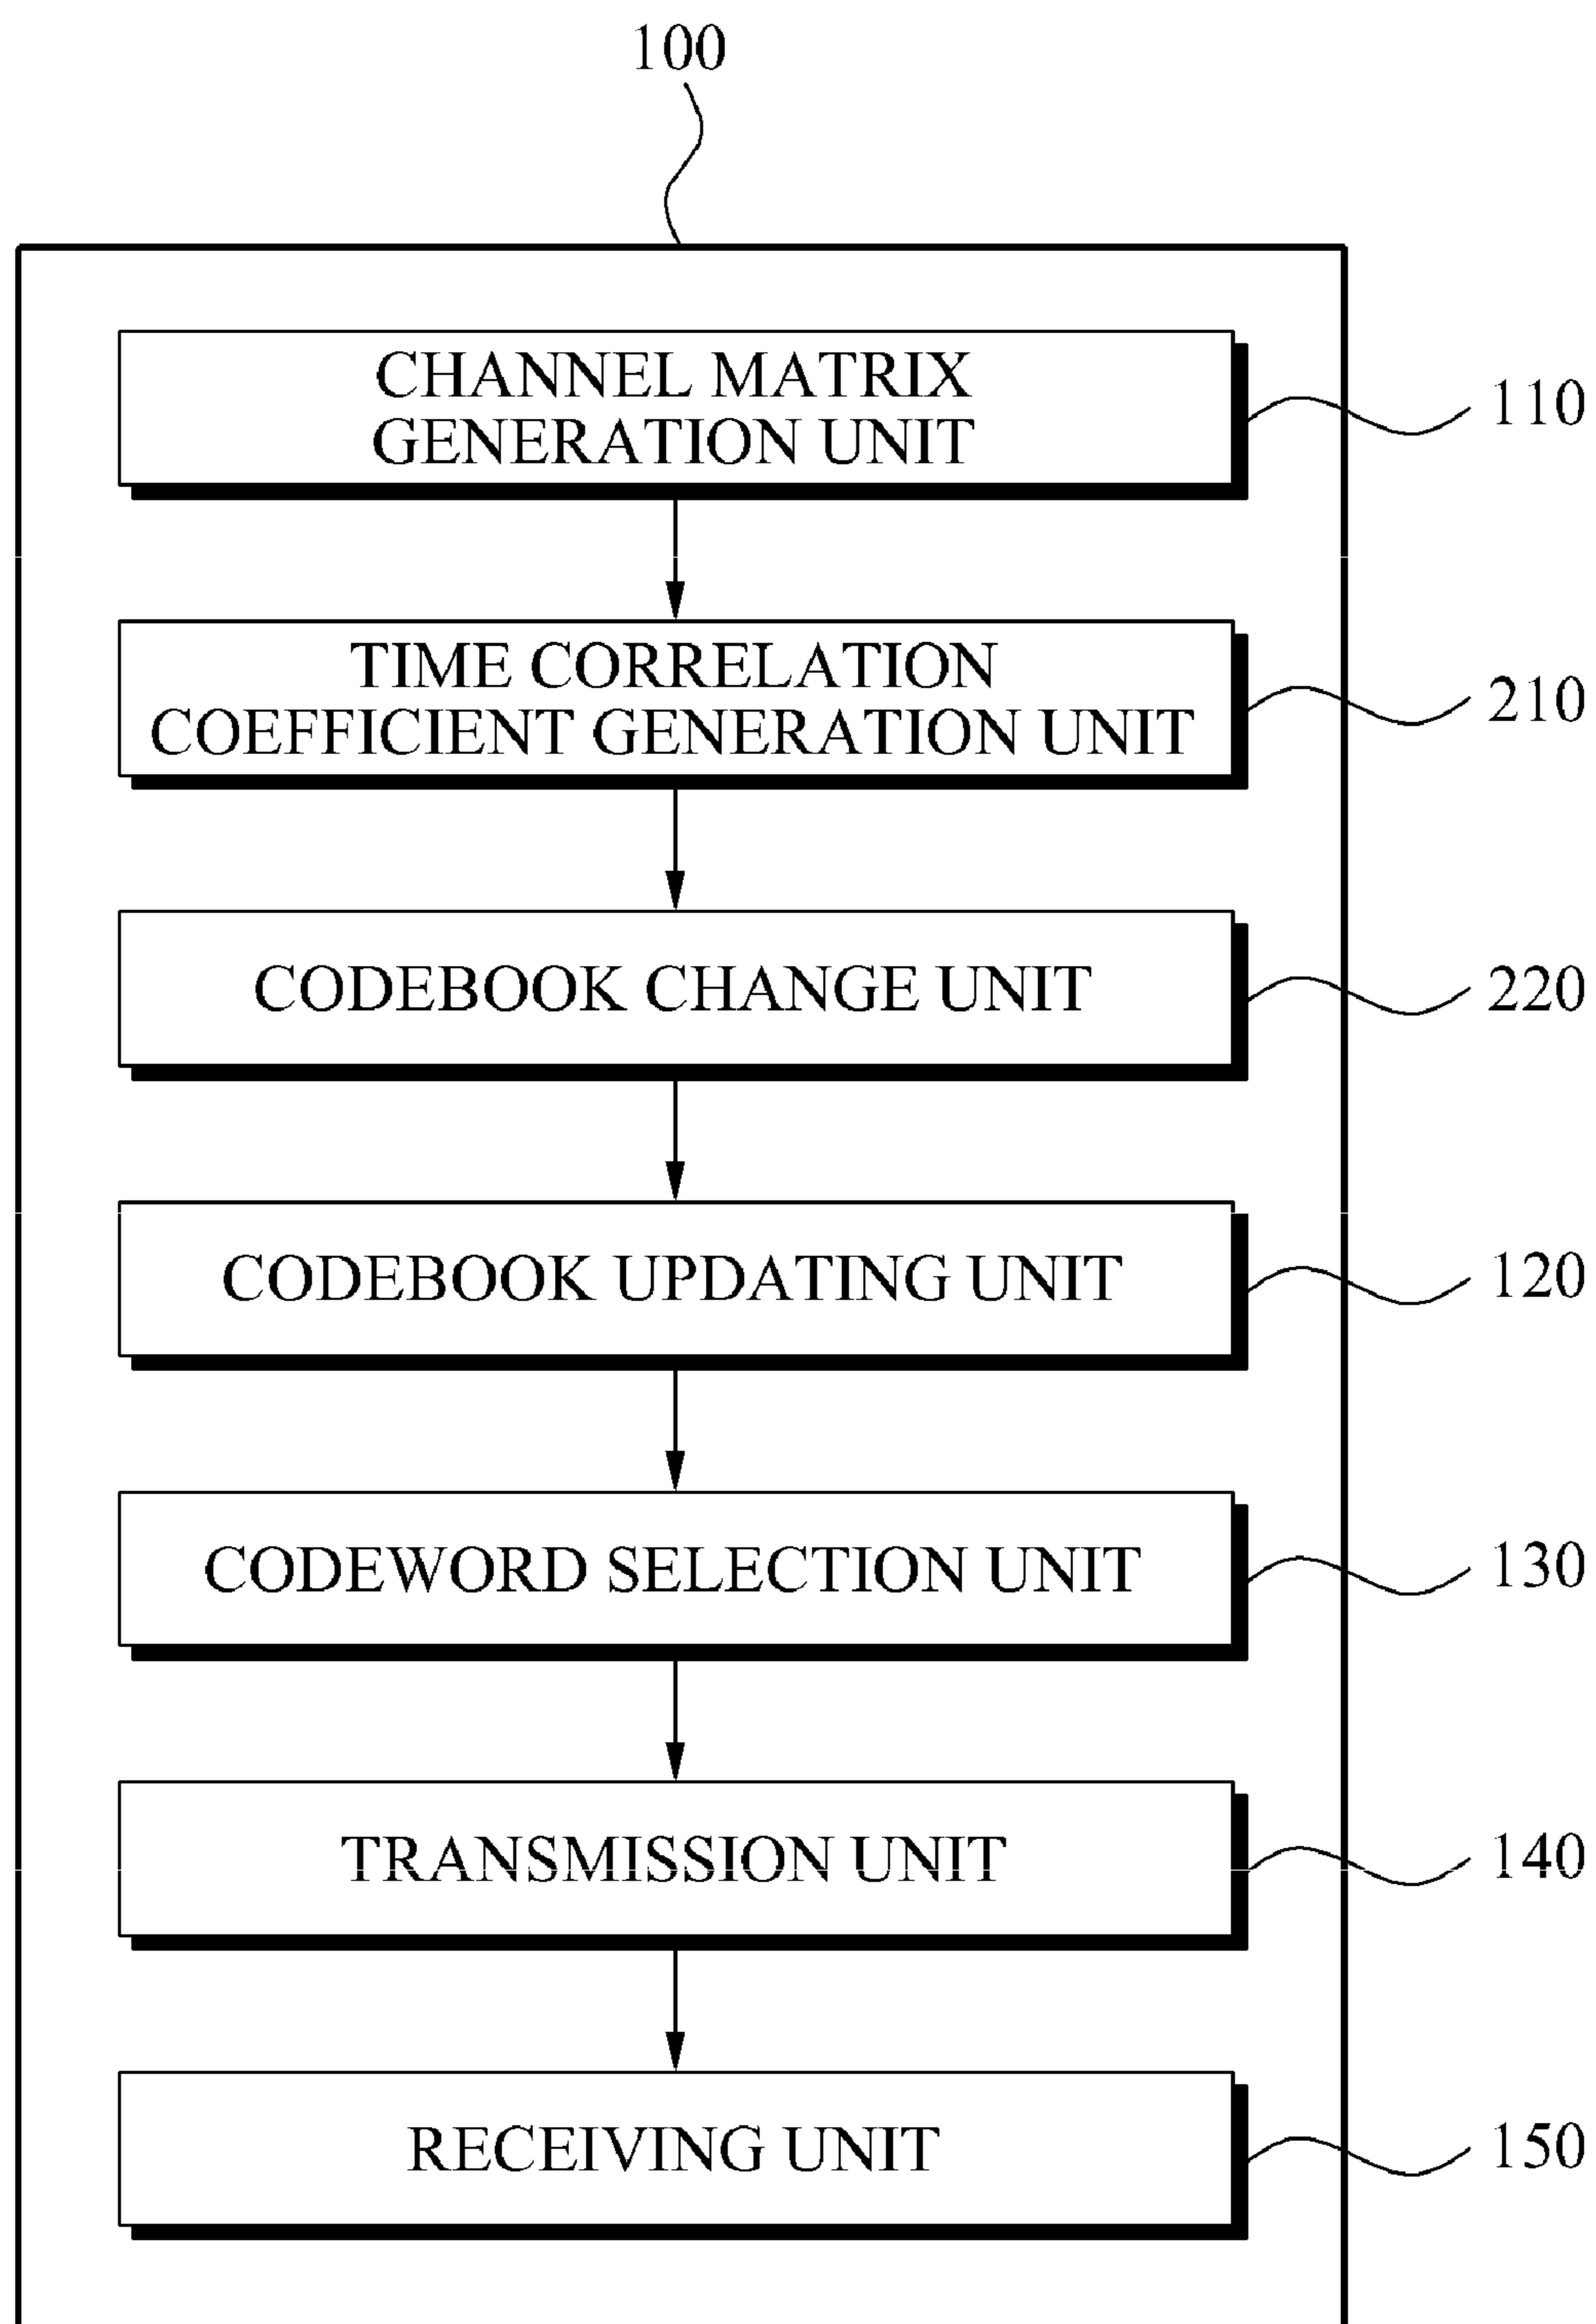 100
CHANNEL MATRIX
GENERATION UNIT
110
TIME CORRELATION
COEFFICIENT GENERATION UNIT
210
CODEBOOK CHANGE UNIT
220
CODEBOOK UPDATING UNIT
120
CODEWORD SELECTION UNIT
130
TRANSMISSION UNIT
140
RECEIVING UNIT
150